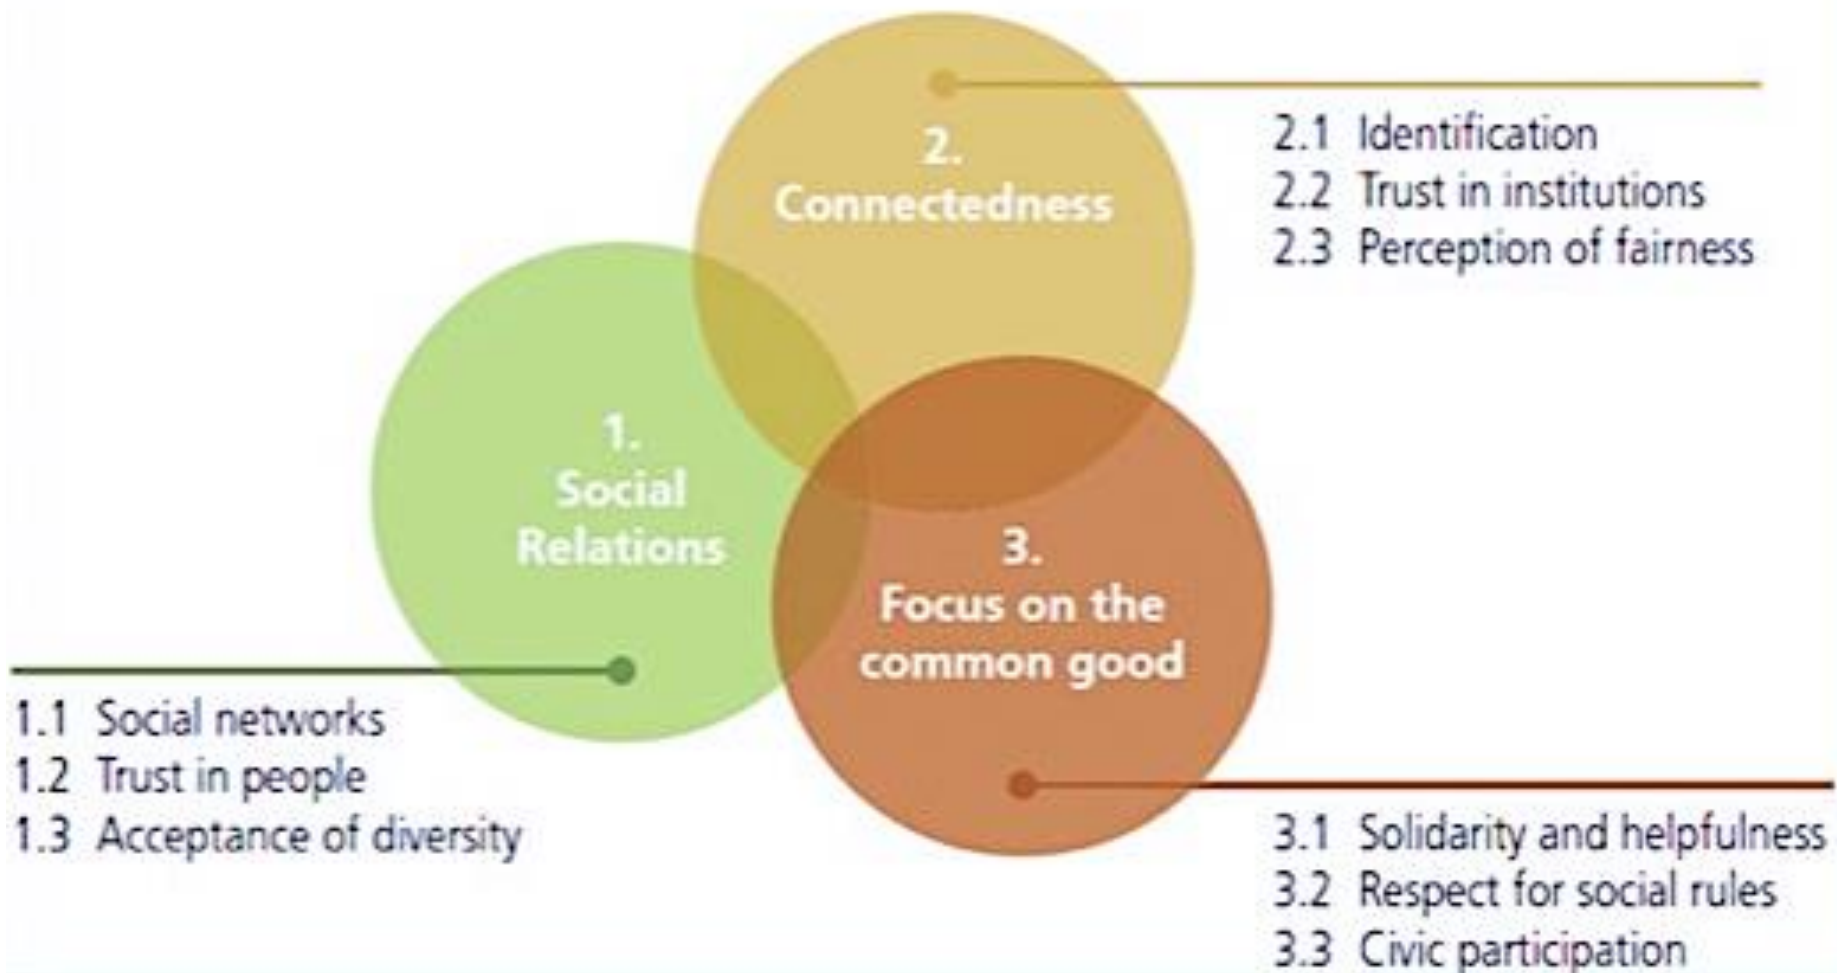 2.
Connectedness
2.1 Identification
2.2 Trust in institutions
2.3 Perception of fairness
1.
Social
Relations
1.1 Social networks
1.2 Trust in people
1.3 Acceptance of diversity
3.
Focus on the
common good
3.1 Solidarity and helpfulness
3.2 Respect for social rules
3.3 Civic participation